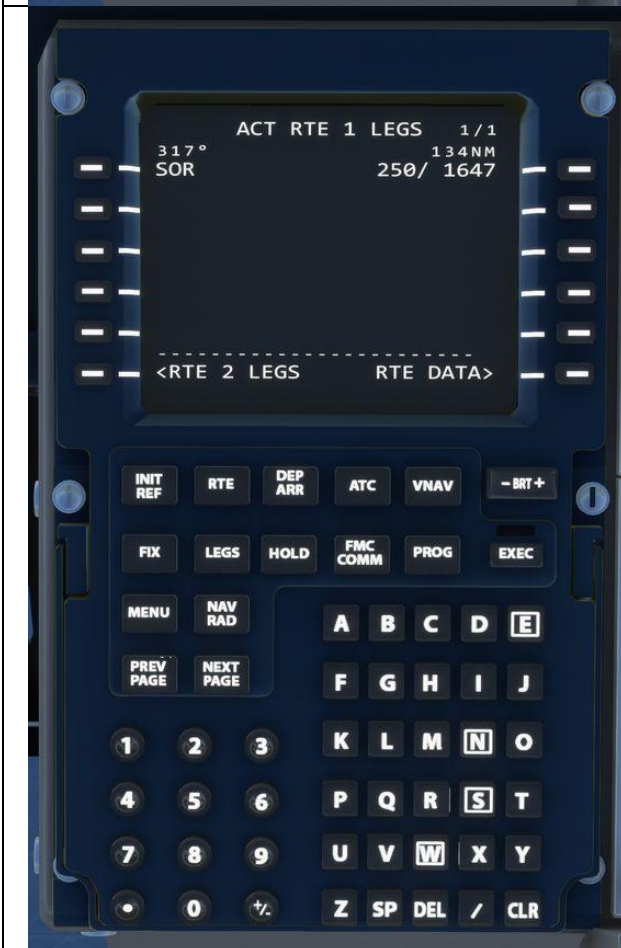 ACT RTE 1 LEGS 1/1
317° 134NM
SOR 250/ 1647
------------------------
<RTE 2 LEGS RTE DATA>
INIT REF RTE DEP ARR ATC VNAV - BRT +
FIX LEGS HOLD FMC COMM PROG EXEC
MENU NAV RAD
PREV PAGE NEXT PAGE
A B C D E
F G H I J
1 2 3 K L M N O
4 5 6 P Q R S T
7 8 9 U V W X Y
. 0 +/- Z SP DEL / CLR